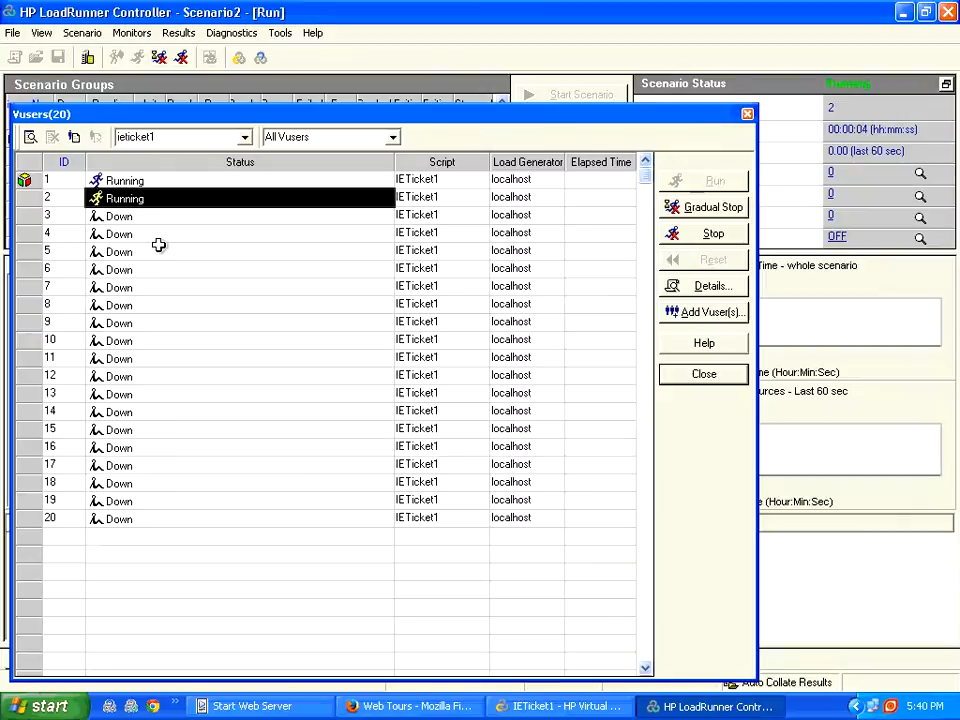 HP LoadRunner Controller - Scenario2 - [Run]
File View Scenario Monitors Results Diagnostics Tools Help
Scenario Groups
Start Scenario
Scenario Status
Vusers(20)
2
00:00:04 (hh:mm:ss)
0.00 (last 60 sec)
0
0
0
OFF
ieticket1 All Vusers
ID Status Script Load Generator Elapsed Time
1 Running IETicket1 localhost
2 Running IETicket1 localhost
3 Down IETicket1 localhost
4 Down IETicket1 localhost
5 Down IETicket1 localhost
6 Down IETicket1 localhost
7 Down IETicket1 localhost
8 Down IETicket1 localhost
9 Down IETicket1 localhost
10 Down IETicket1 localhost
11 Down IETicket1 localhost
12 Down IETicket1 localhost
13 Down IETicket1 localhost
14 Down IETicket1 localhost
15 Down IETicket1 localhost
16 Down IETicket1 localhost
17 Down IETicket1 localhost
18 Down IETicket1 localhost
19 Down IETicket1 localhost
20 Down IETicket1 localhost
Run
Gradual Stop
Stop
Reset
Details...
Add Vuser(s)...
Help
Close
Time - whole scenario
(Hour:Min:Sec)
- Last 60 sec
(Hour:Min:Sec)
Auto Collate Results
start Start Web Server Web Tours - Mozilla Fi... IETicket1 - HP Virtual ... HP LoadRunner Contr... 5:40 PM